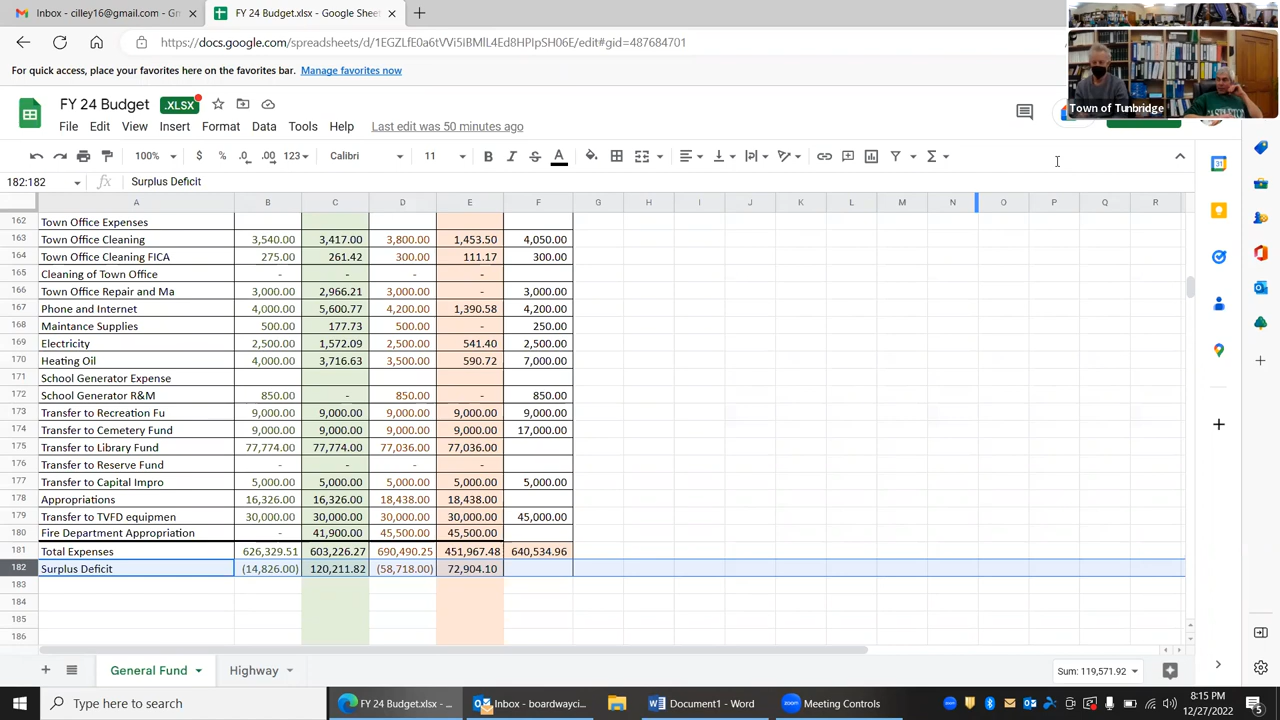 Inbox - cilley16@gmail.com - Gm
FY 24 Budget.xlsx - Google Sheet
https://docs.google.com/spreadsheets/d/1EGZLfE0a6tVVi5IBMIL4Ed8HPIpSH06E/edit#gid=487684701
For quick access, place your favorites here on the favorites bar. Manage favorites now
Town of Tunbridge
FY 24 Budget .XLSX
File Edit View Insert Format Data Tools Help Last edit was 50 minutes ago
100% $ % .0 .00 123 Calibri 11 B I S A
182:182 fx Surplus Deficit
A B C D E F G H I J K L M N O P Q R
162 Town Office Expenses
163 Town Office Cleaning 3,540.00 3,417.00 3,800.00 1,453.50 4,050.00
164 Town Office Cleaning FICA 275.00 261.42 300.00 111.17 300.00
165 Cleaning of Town Office - - - -
166 Town Office Repair and Ma 3,000.00 2,966.21 3,000.00 - 3,000.00
167 Phone and Internet 4,000.00 5,600.77 4,200.00 1,390.58 4,200.00
168 Maintance Supplies 500.00 177.73 500.00 - 250.00
169 Electricity 2,500.00 1,572.09 2,500.00 541.40 2,500.00
170 Heating Oil 4,000.00 3,716.63 3,500.00 590.72 7,000.00
171 School Generator Expense
172 School Generator R&M 850.00 - 850.00 - 850.00
173 Transfer to Recreation Fu 9,000.00 9,000.00 9,000.00 9,000.00 9,000.00
174 Transfer to Cemetery Fund 9,000.00 9,000.00 9,000.00 9,000.00 17,000.00
175 Transfer to Library Fund 77,774.00 77,774.00 77,036.00 77,036.00
176 Transfer to Reserve Fund - - - -
177 Transfer to Capital Impro 5,000.00 5,000.00 5,000.00 5,000.00 5,000.00
178 Appropriations 16,326.00 16,326.00 18,438.00 18,438.00
179 Transfer to TVFD equipmen 30,000.00 30,000.00 30,000.00 30,000.00 45,000.00
180 Fire Department Appropriation - 41,900.00 45,500.00 45,500.00
181 Total Expenses 626,329.51 603,226.27 690,490.25 451,967.48 640,534.96
182 Surplus Deficit (14,826.00) 120,211.82 (58,718.00) 72,904.10
183
184
185
186
General Fund Highway Sum: 119,571.92
Type here to search FY 24 Budget.xlsx - ... Inbox - boardwayci... Document1 - Word Meeting Controls 8:15 PM
12/27/2022 5